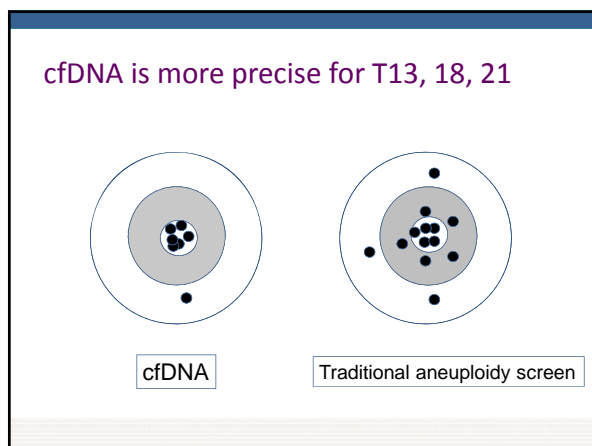 cfDNA is more precise for T13, 18, 21
cfDNA
Traditional aneuploidy screen